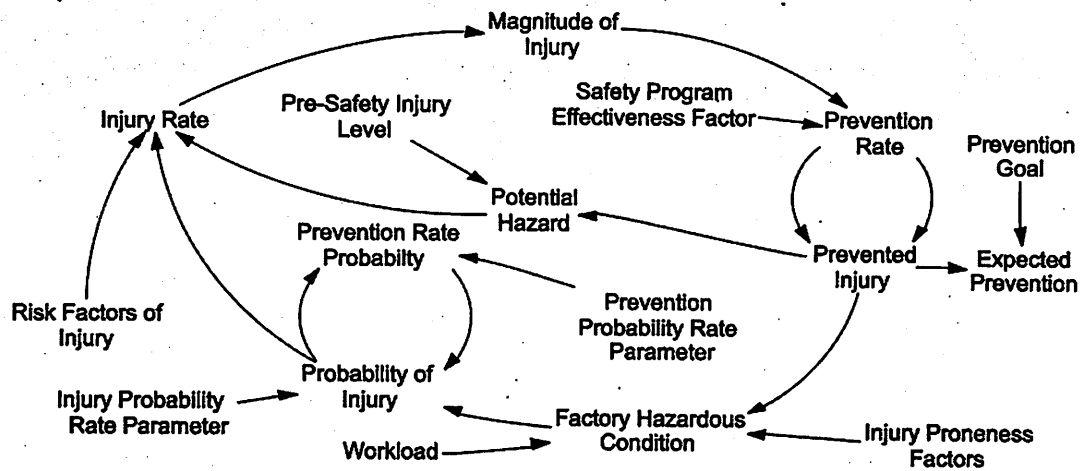 Magnitude of
Injury
Safety Program
Effectiveness Factor
Pre-Safety Injury
Level
Injury Rate
Prevention
Rate
Prevention
Goal
Potential
Hazard
Prevention Rate
Probabilty
Prevented
Injury
Expected
Prevention
Risk Factors of
Injury
Prevention
Probability Rate
Parameter
Probability of
Injury
Injury Probability
Rate Parameter
Factory Hazardous
Condition
Workload
Injury Proneness
Factors